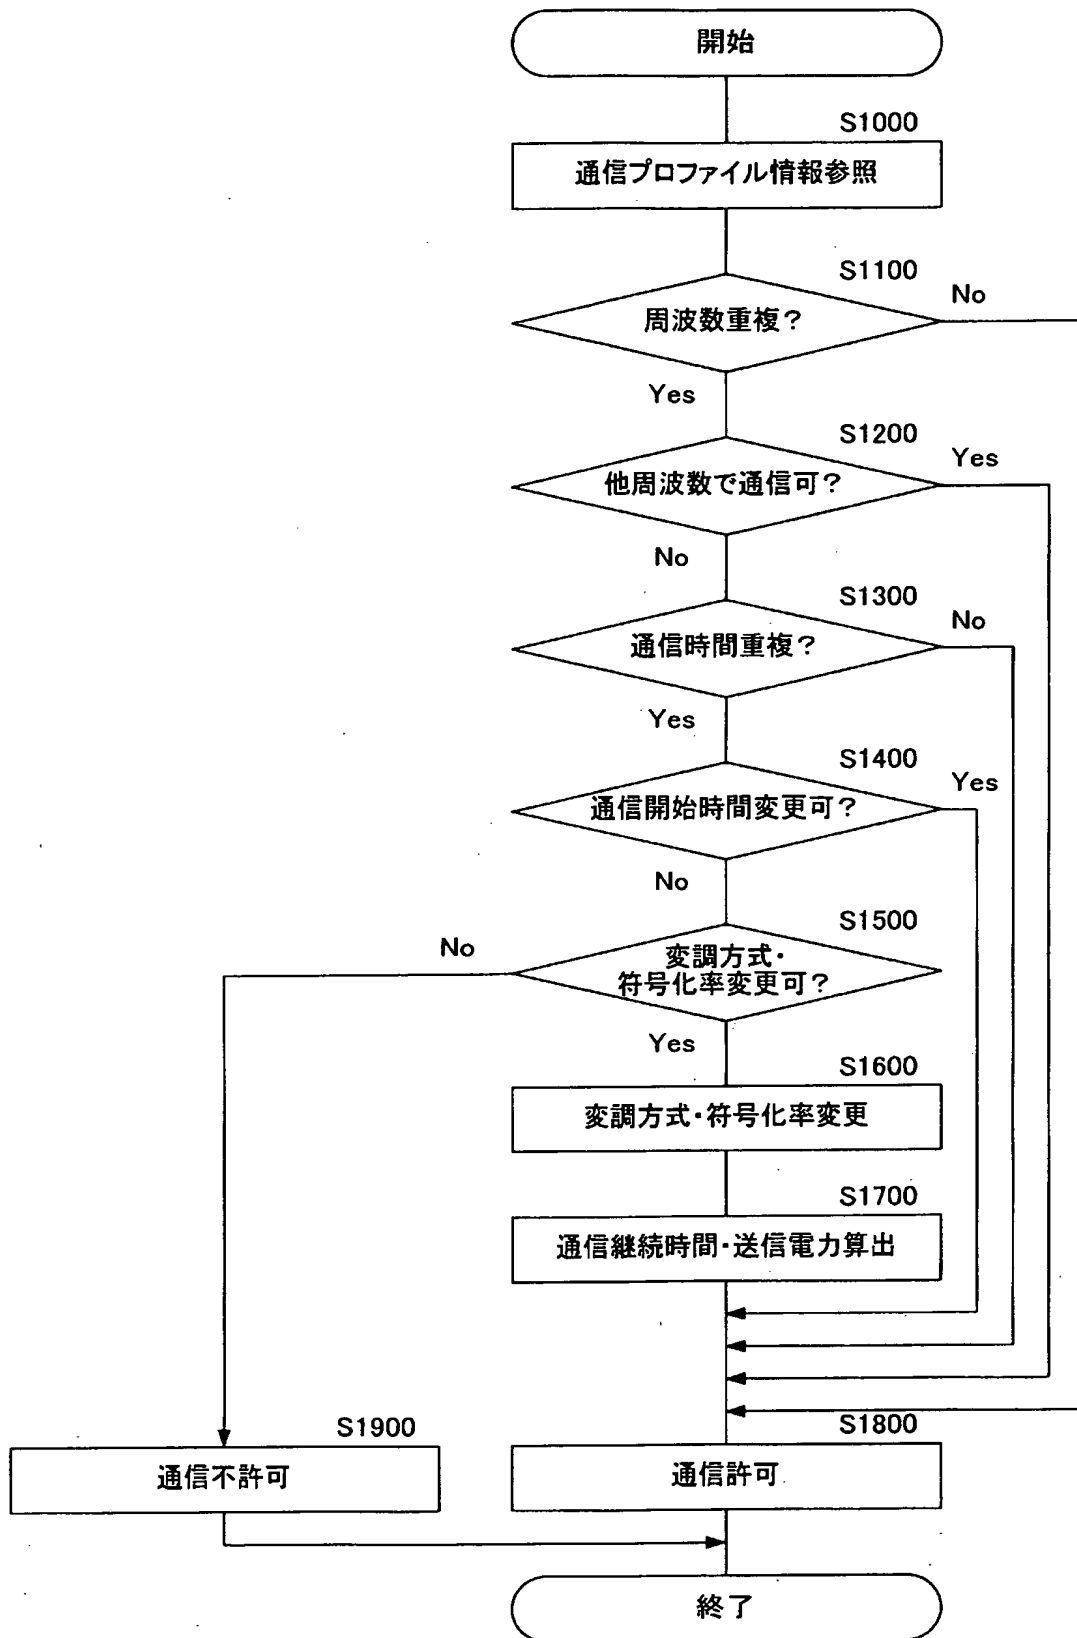 開始
S1000
通信プロファイル情報参照
S1100
周波数重複?
No
Yes
S1200
他周波数で通信可?
Yes
No
S1300
通信時間重複?
No
Yes
S1400
通信開始時間変更可?
Yes
No
S1500
変調方式・
符号化率変更可?
No
Yes
S1600
変調方式・符号化率変更
S1700
通信継続時間・送信電力算出
S1900
通信不許可
S1800
通信許可
終了